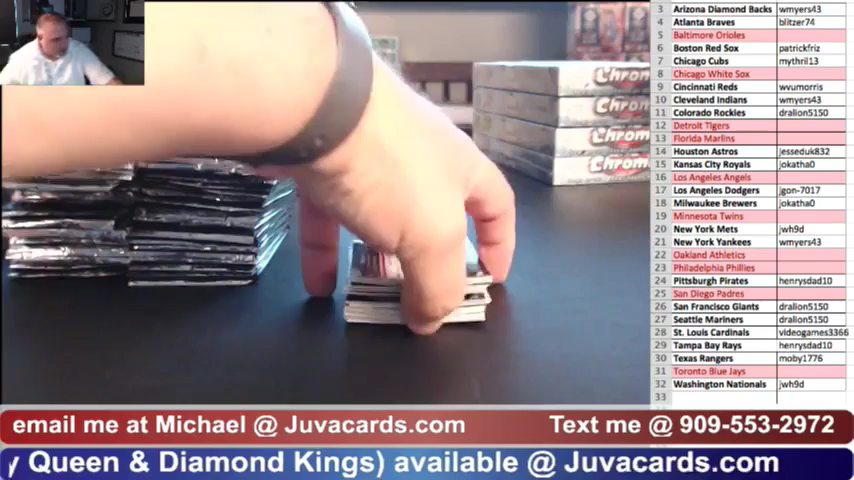 Chrom
Chrom
Chrom
Chrom
3 Arizona Diamond Backs wmyers43
4 Atlanta Braves blitzer74
5 Baltimore Orioles
6 Boston Red Sox patrickfriz
7 Chicago Cubs mythril13
8 Chicago White Sox
9 Cincinnati Reds wvumorris
10 Cleveland Indians wmyers43
11 Colorado Rockies dralion5150
12 Detroit Tigers
13 Florida Marlins
14 Houston Astros jesseduk832
15 Kansas City Royals jokatha0
16 Los Angeles Angels
17 Los Angeles Dodgers jgon-7017
18 Milwaukee Brewers jokatha0
19 Minnesota Twins
20 New York Mets jwh9d
21 New York Yankees wmyers43
22 Oakland Athletics
23 Philadelphia Phillies
24 Pittsburgh Pirates henrysdad10
25 San Diego Padres
26 San Francisco Giants dralion5150
27 Seattle Mariners dralion5150
28 St. Louis Cardinals videogames3366
29 Tampa Bay Rays henrysdad10
30 Texas Rangers moby1776
31 Toronto Blue Jays
32 Washington Nationals jwh9d
33
email me at Michael @ Juvacards.com Text me @ 909-553-2972
y Queen & Diamond Kings) available @ Juvacards.com